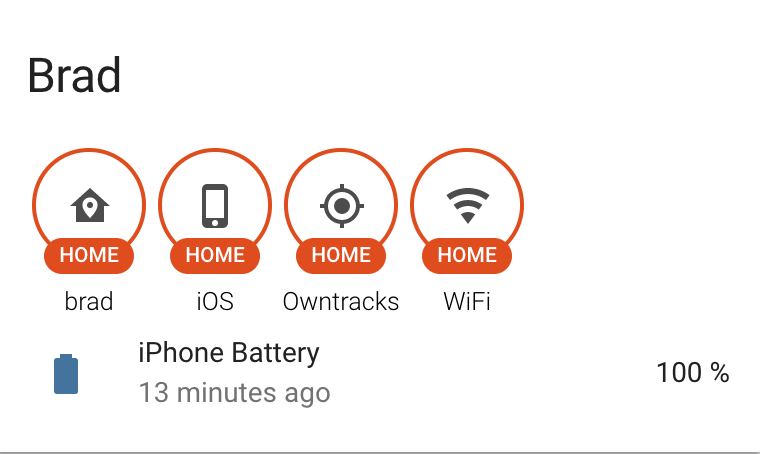 Brad
HOME HOME HOME HOME
brad iOS Owntracks WiFi
iPhone Battery
13 minutes ago
100 %